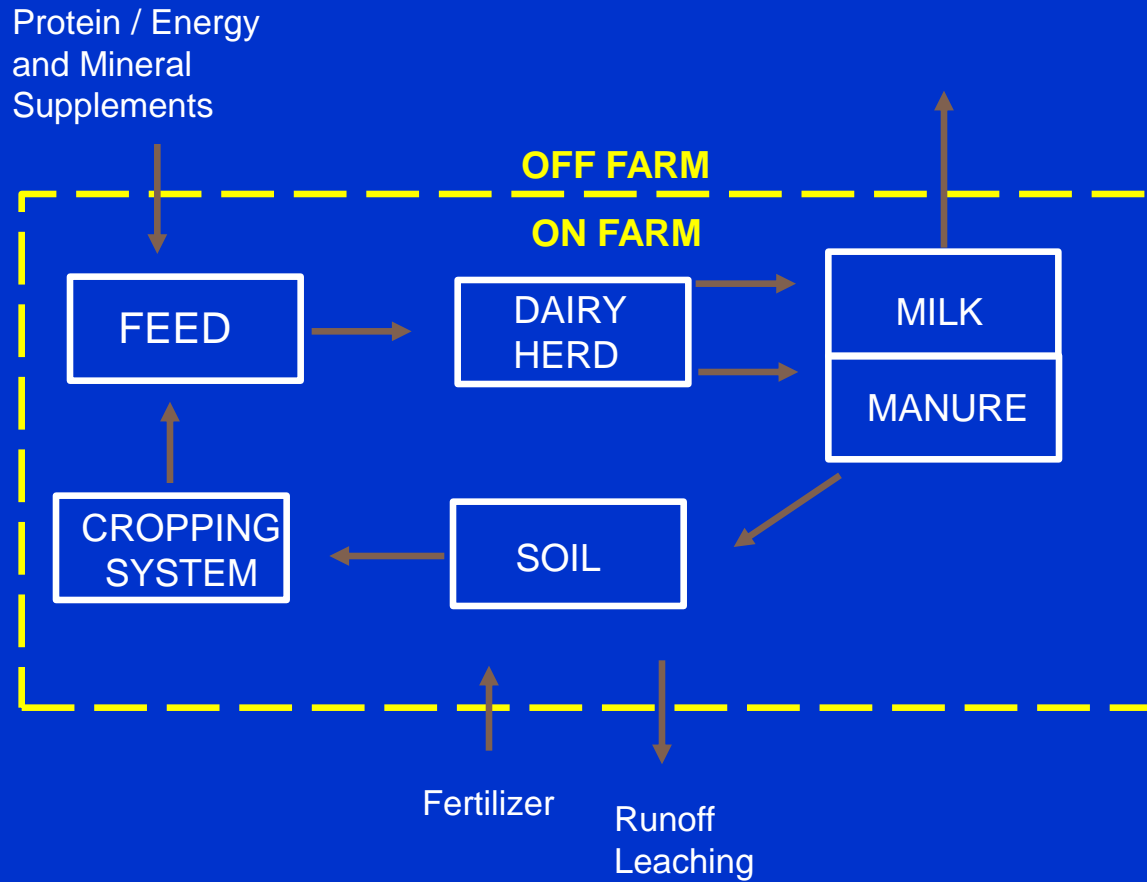 Protein / Energy
and Mineral
Supplements
OFF FARM
ON FARM
FEED
DAIRY
HERD
MILK
MANURE
CROPPING
SYSTEM
SOIL
Fertilizer
Runoff
Leaching